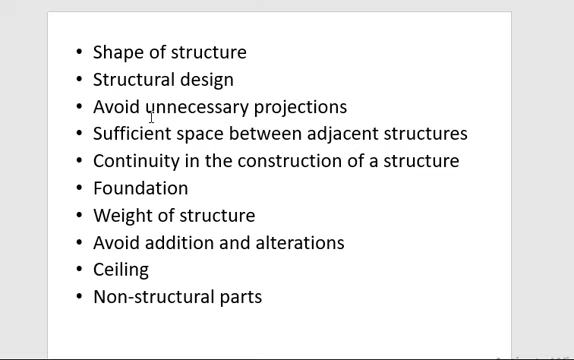 • Shape of structure
• Structural design
• Avoid unnecessary projections
• Sufficient space between adjacent structures
• Continuity in the construction of a structure
• Foundation
• Weight of structure
• Avoid addition and alterations
• Ceiling
• Non-structural parts